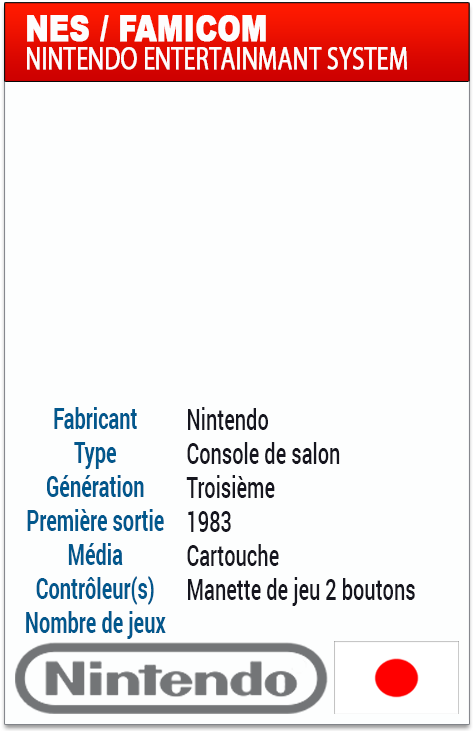 NES / FAMICOM
NINTENDO ENTERTAINMANT SYSTEM
Fabricant Nintendo
Type Console de salon
Génération Troisième
Première sortie 1983
Média Cartouche
Contrôleur(s) Manette de jeu 2 boutons
Nombre de jeux
Nintendo